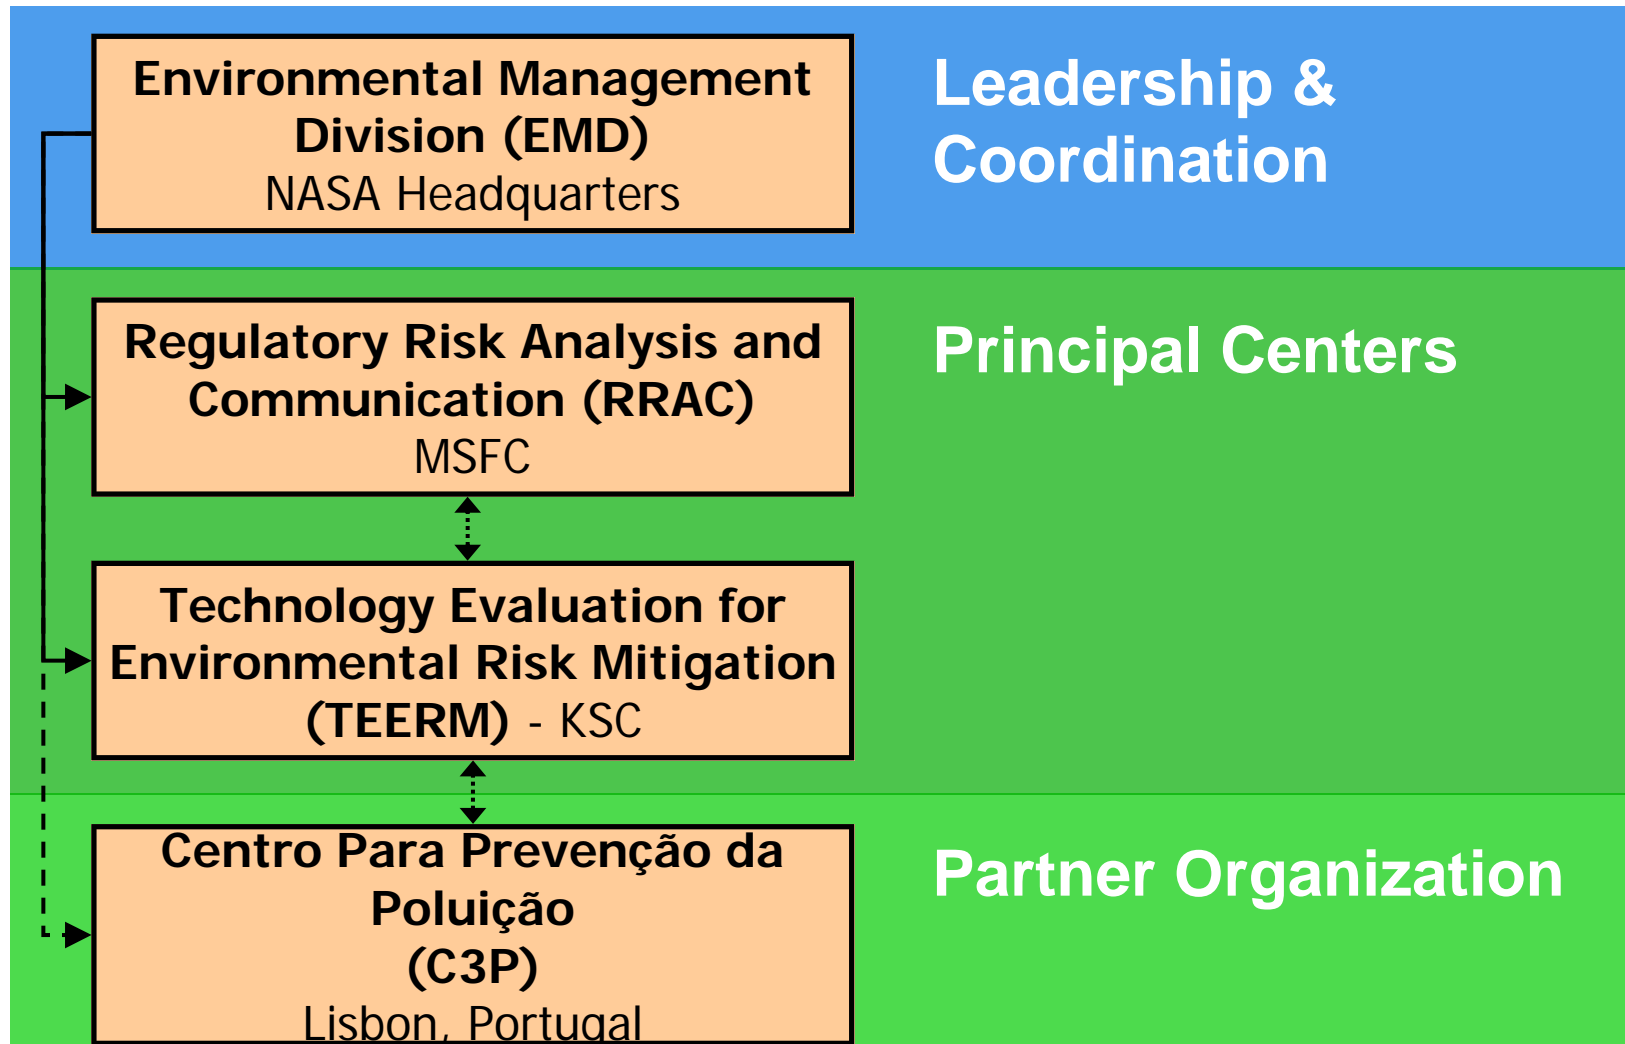 Environmental Management
Division (EMD)
NASA Headquarters
Leadership &
Coordination
Regulatory Risk Analysis and
Communication (RRAC)
MSFC
Principal Centers
Technology Evaluation for
Environmental Risk Mitigation
(TEERM) - KSC
Centro Para Prevenção da
Poluição
(C3P)
Lisbon, Portugal
Partner Organization